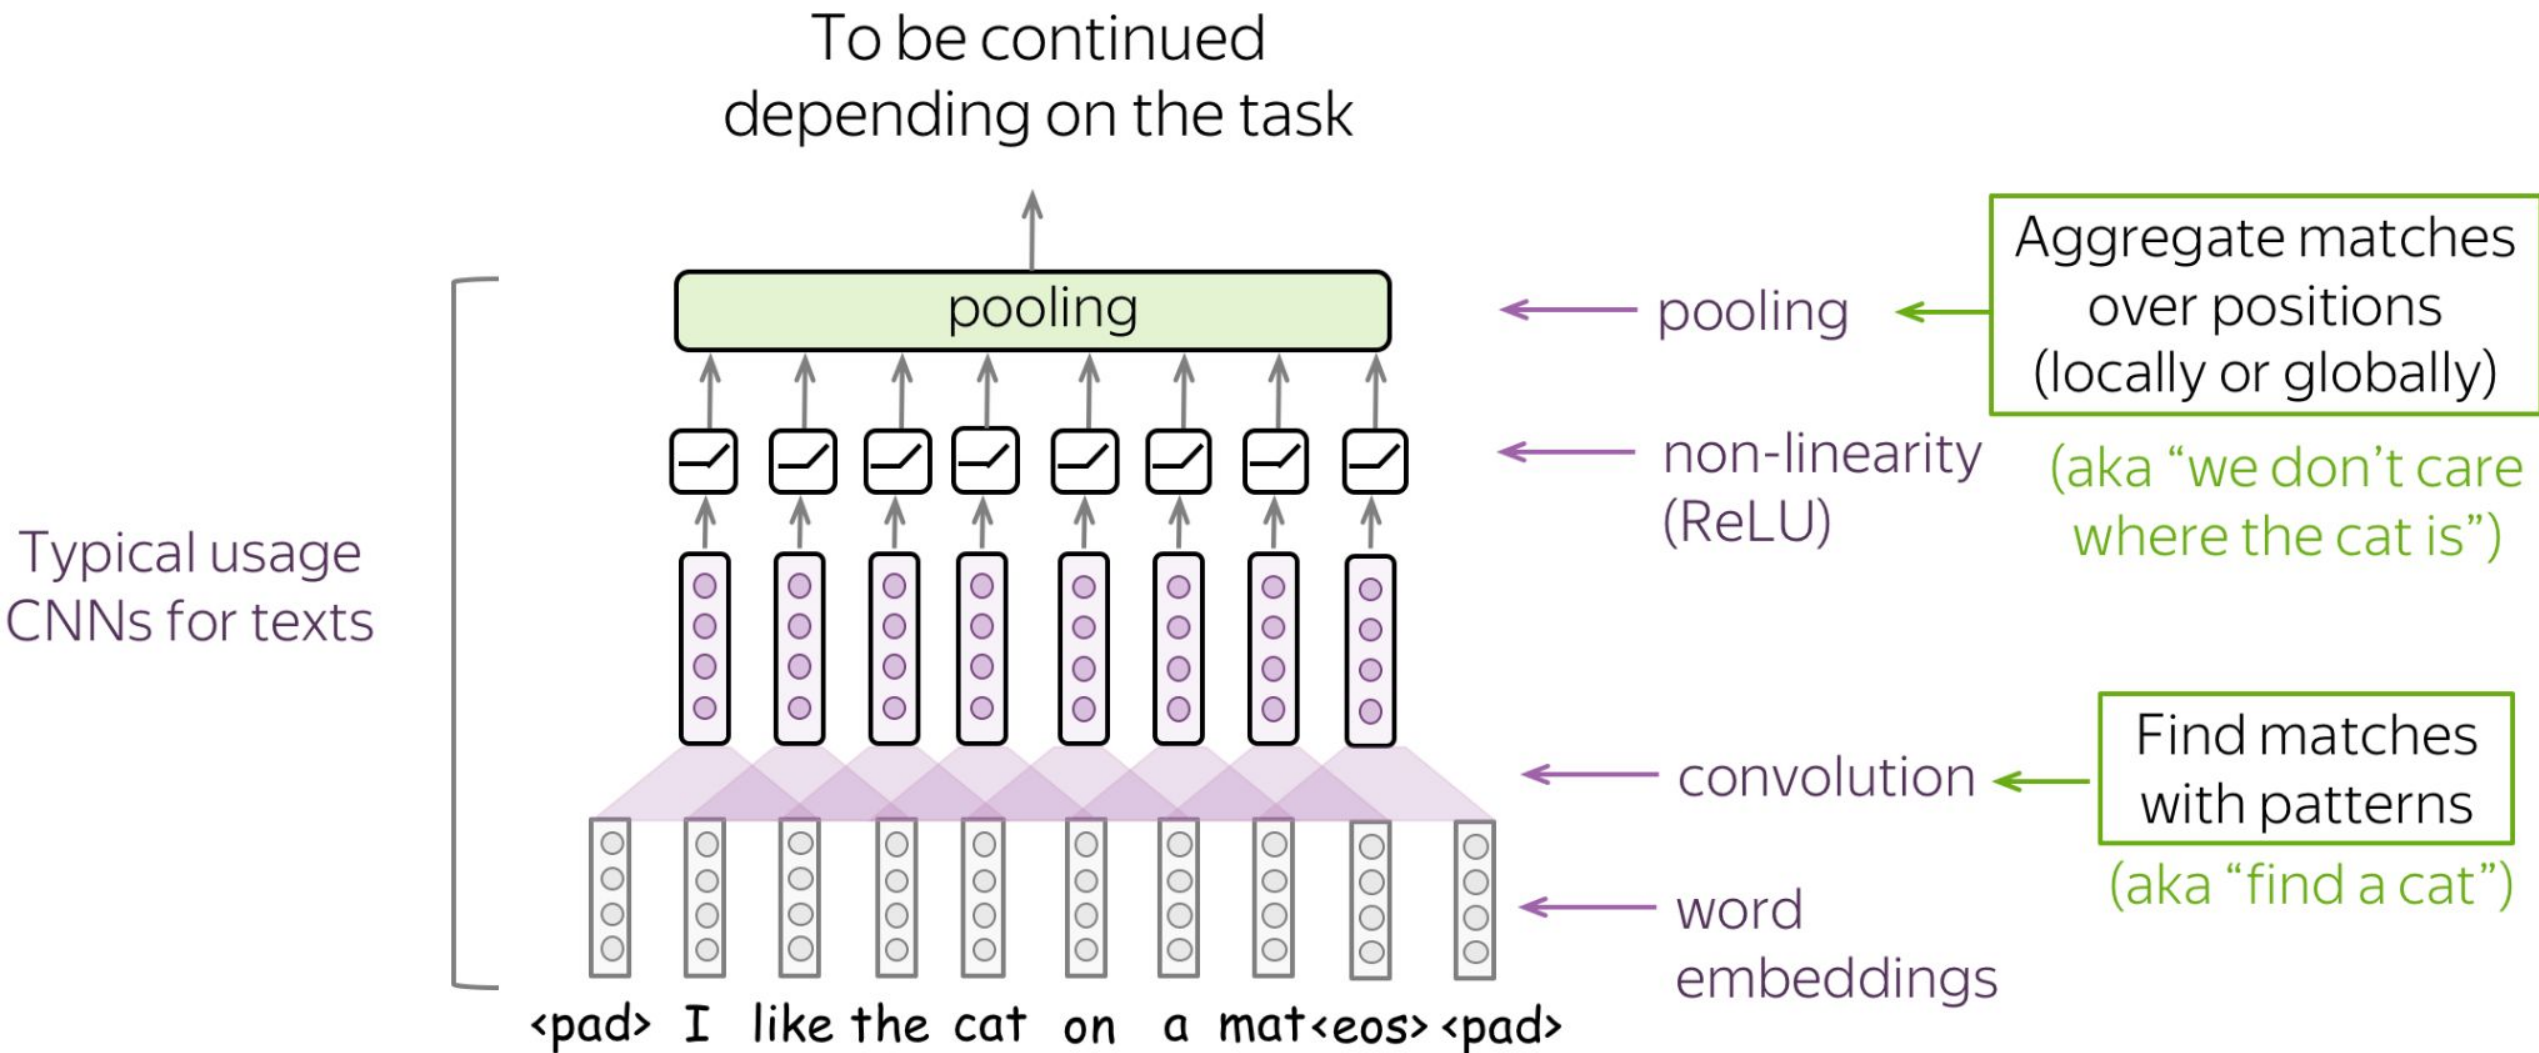 To be continued
depending on the task
pooling
Typical usage
CNNs for texts
pooling
Aggregate matches
over positions
(locally or globally)
non-linearity
(ReLU)
(aka “we don’t care
where the cat is”)
convolution
Find matches
with patterns
(aka “find a cat”)
word
embeddings
<pad> I like the cat on a mat <eos> <pad>